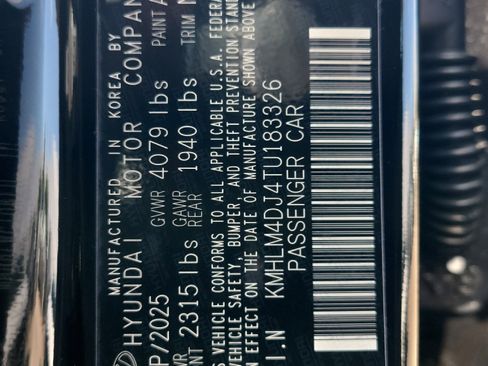 MANUFACTURED IN KOREA BY
HYUNDAI MOTOR COMPAN
P/2025 GVWR 4079 lbs PAINT A
WR
NT 2315 lbs GAWR
REAR 1940 lbs TRIM
S VEHICLE CONFORMS TO ALL APPLICABLE U.S.A. FEDERA
VEHICLE SAFETY, BUMPER, AND THEFT PREVENTION STAND
N EFFECT ON THE DATE OF MANUFACTURE SHOWN ABOVE
I.N KMHLM4DJ4TU183326
PASSENGER CAR